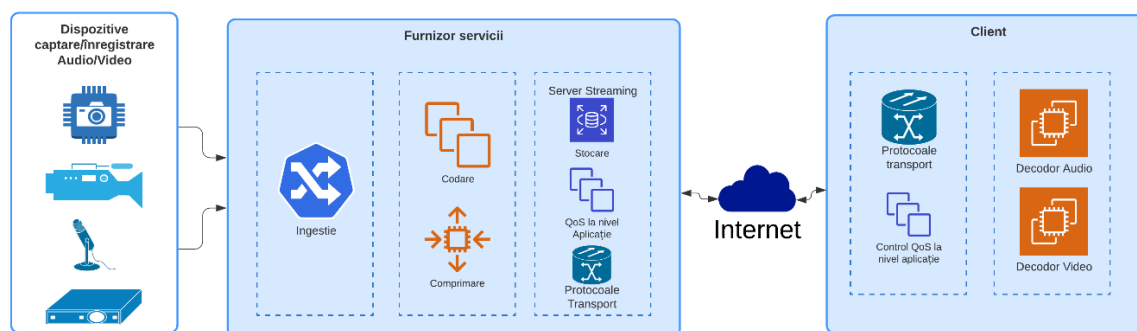 Dispozitive
captare/înregistrare
Audio/Video
Furnizor servicii
Ingestie
Codare
Comprimare
Server Streaming
Stocare
QoS la nivel
Aplicație
Protocoale
Transport
Internet
Client
Protocoale
transport
Control QoS la
nivel aplicație
Decodor Audio
Decodor Video